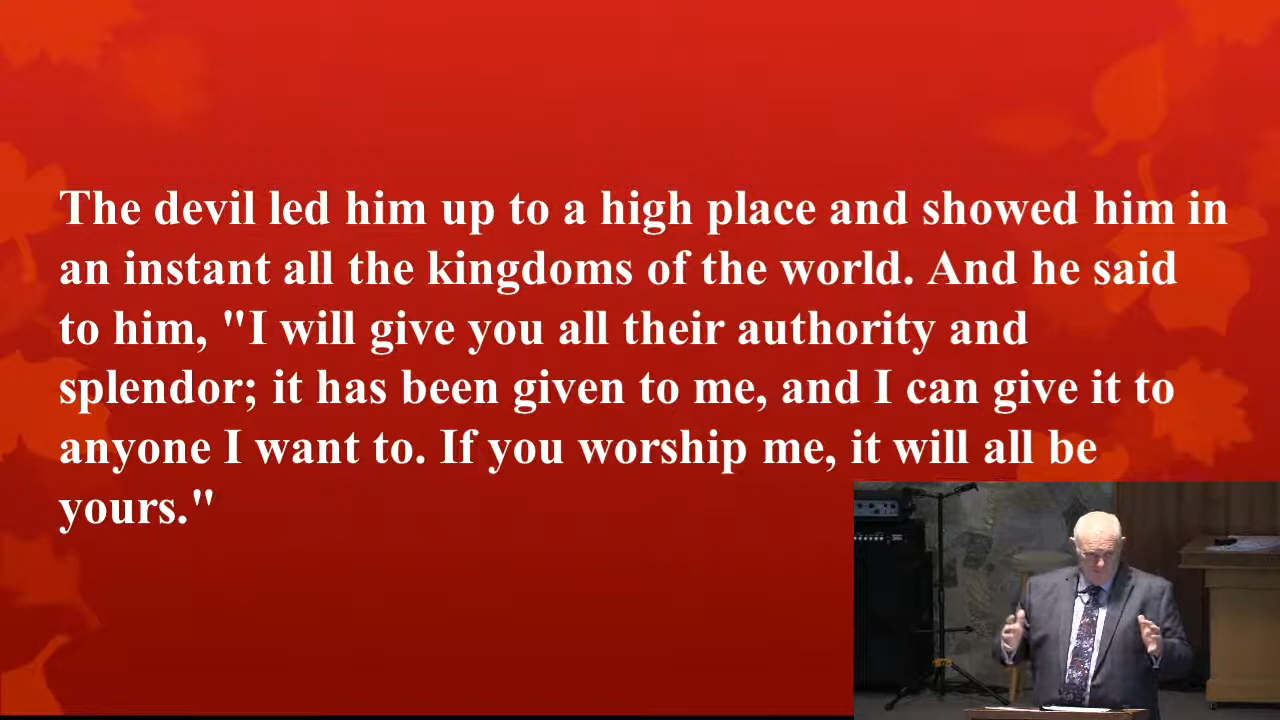 The devil led him up to a high place and showed him in
an instant all the kingdoms of the world. And he said
to him, "I will give you all their authority and
splendor; it has been given to me, and I can give it to
anyone I want to. If you worship me, it will all be
yours."